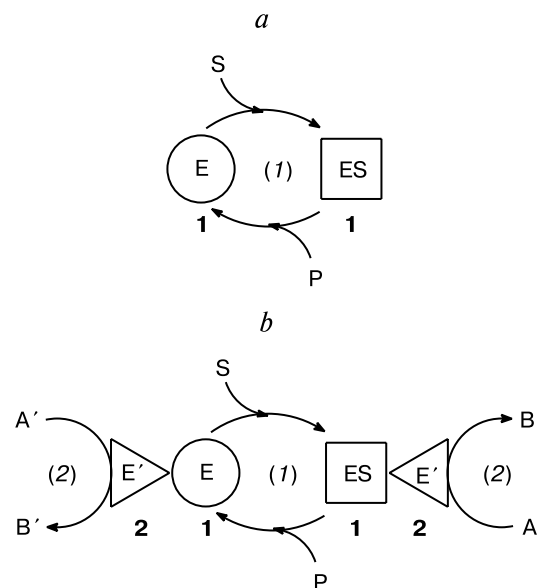 a
S
E (1) ES
1 1
P
b
S
A′ B
(2) E′ E (1) ES E′ (2)
B′ 2 1 1 2 A
P